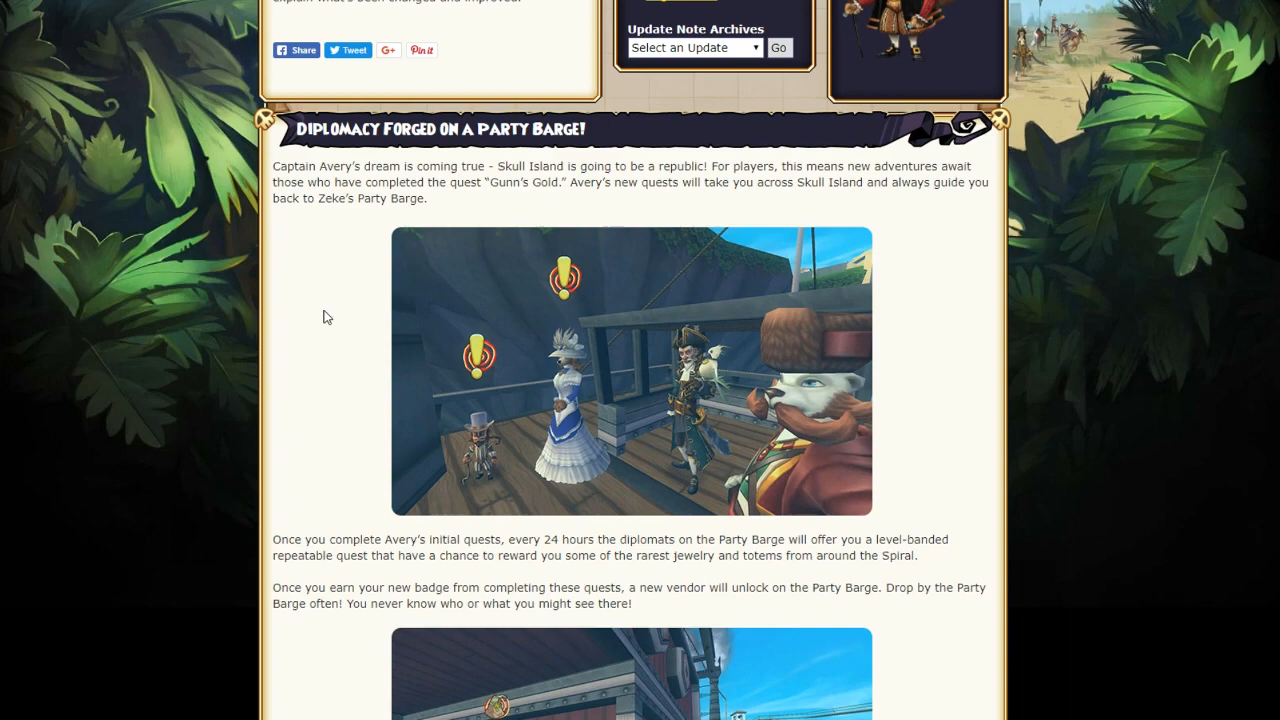 explain what's been changed and improved.
Share Tweet G+ Pin it
Update Note Archives
Select an Update Go
DIPLOMACY FORGED ON A PARTY BARGE!
Captain Avery's dream is coming true - Skull Island is going to be a republic! For players, this means new adventures await
those who have completed the quest “Gunn's Gold.” Avery's new quests will take you across Skull Island and always guide you
back to Zeke's Party Barge.
Once you complete Avery's initial quests, every 24 hours the diplomats on the Party Barge will offer you a level-banded
repeatable quest that have a chance to reward you some of the rarest jewelry and totems from around the Spiral.
Once you earn your new badge from completing these quests, a new vendor will unlock on the Party Barge. Drop by the Party
Barge often! You never know who or what you might see there!